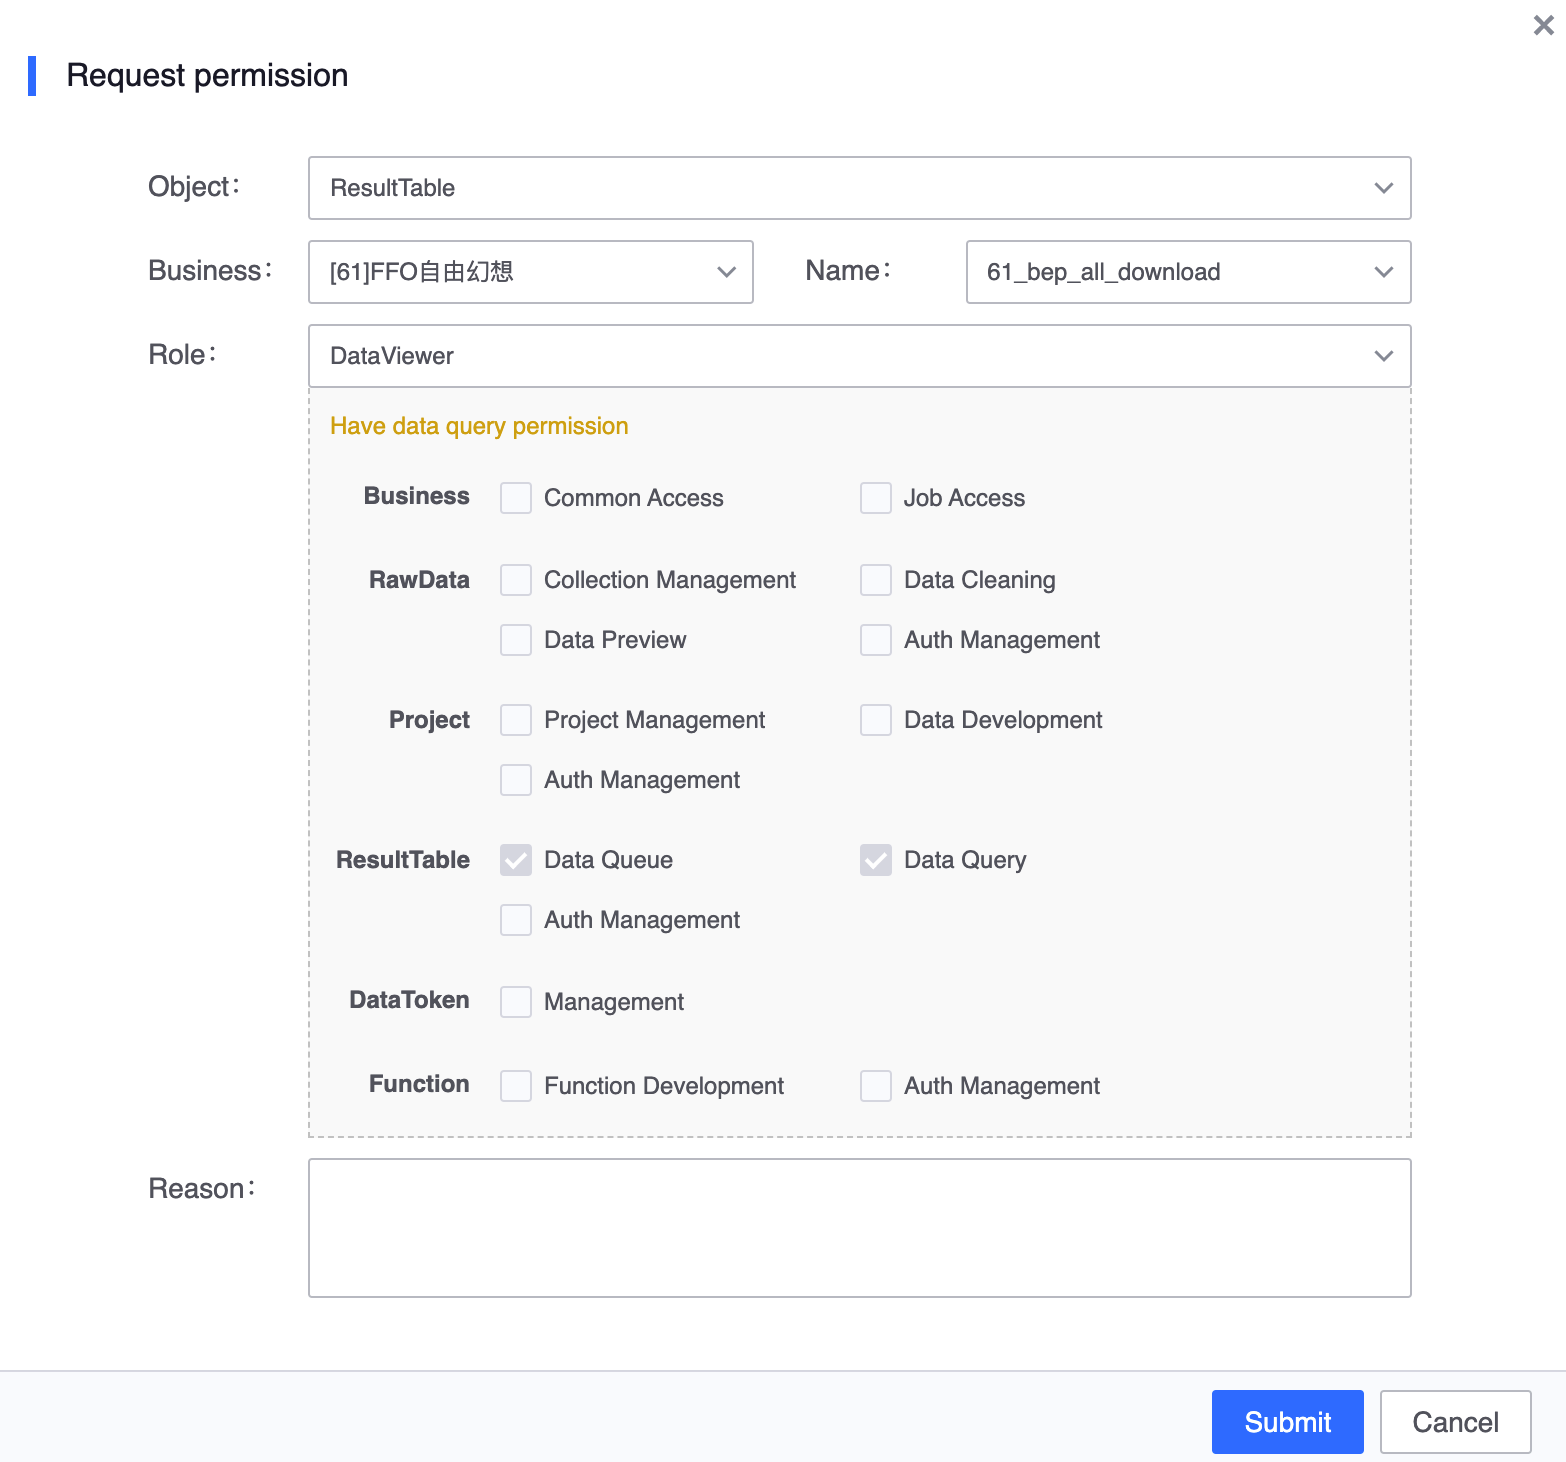 Request permission
Object:
ResultTable
Business:
[61]FFO自由幻想
Name:
61_bep_all_download
Role:
DataViewer
Have data query permission
Business
Common Access
Job Access
RawData
Collection Management
Data Cleaning
Data Preview
Auth Management
Project
Project Management
Data Development
Auth Management
ResultTable
Data Queue
Data Query
Auth Management
DataToken
Management
Function
Function Development
Auth Management
Reason:
Submit
Cancel